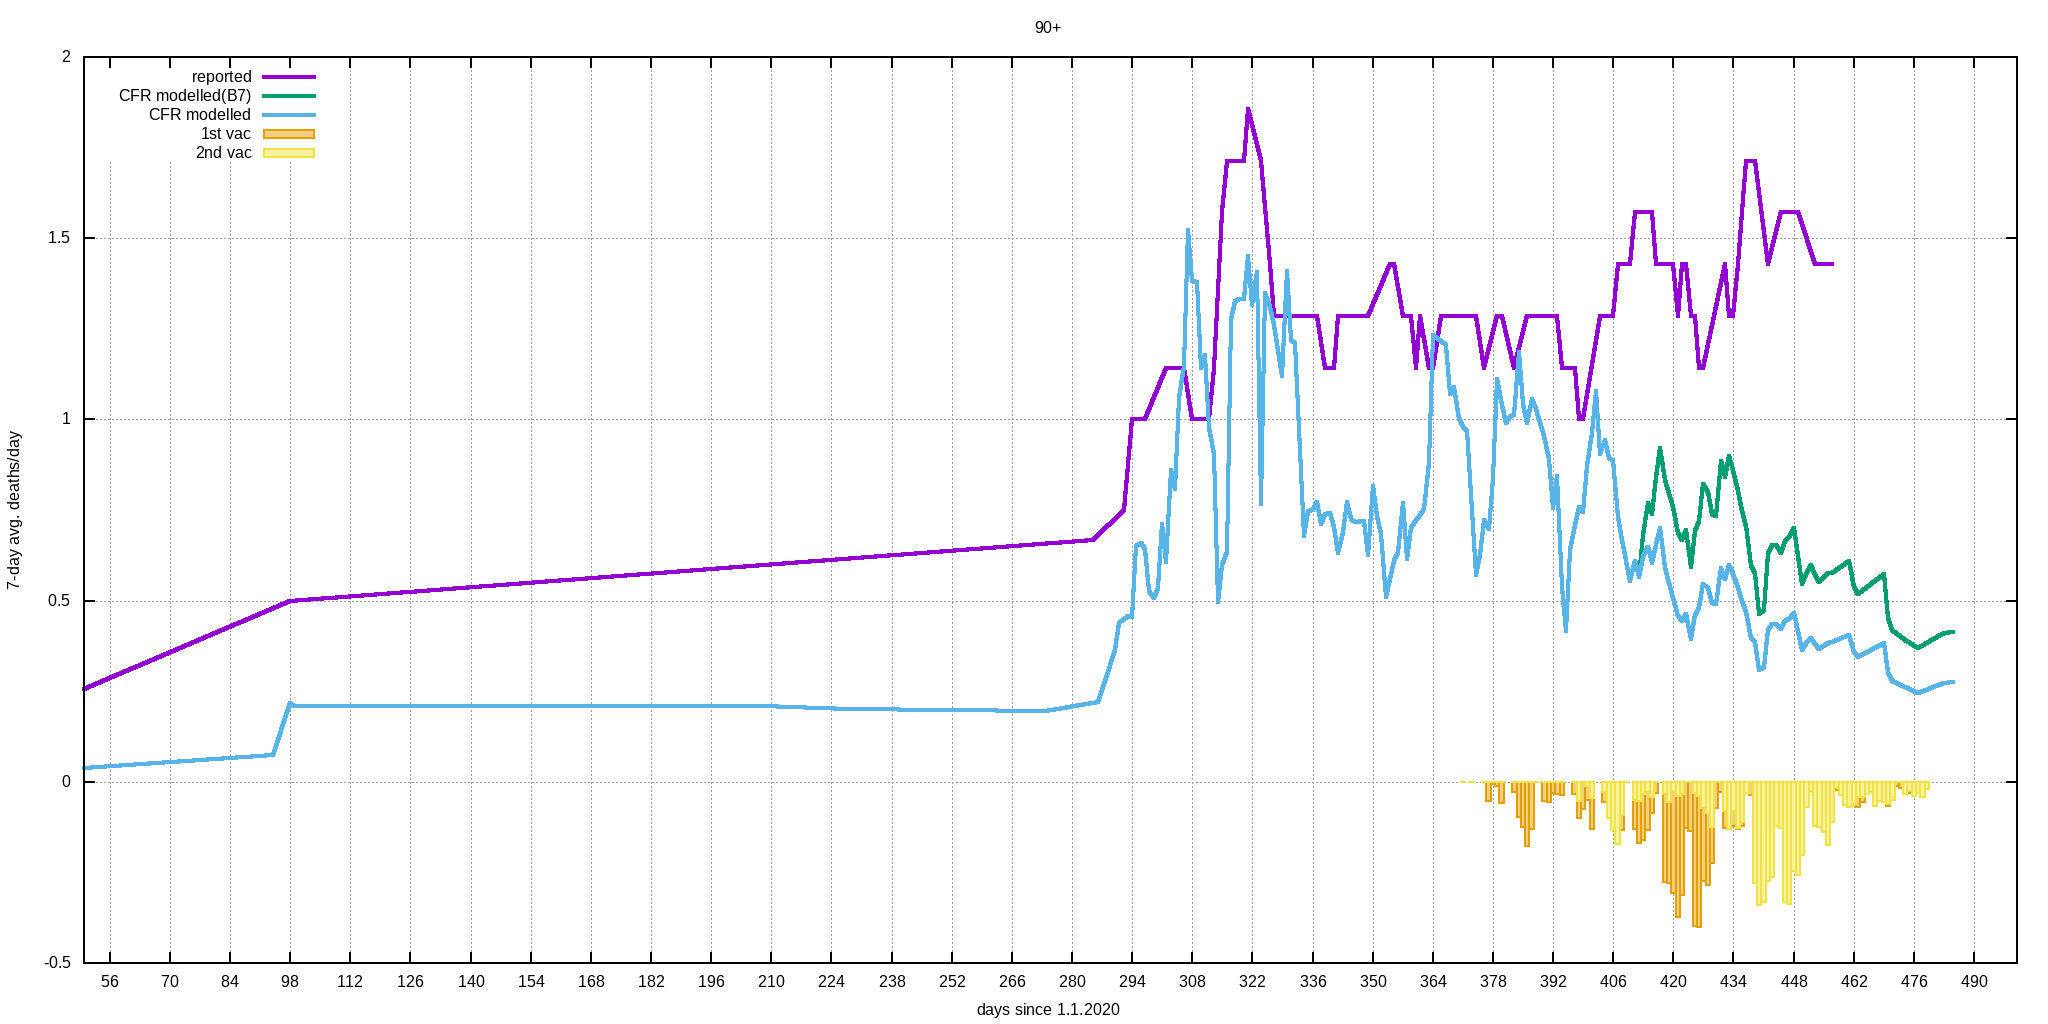 90+
reported
CFR modelled(B7)
CFR modelled
1st vac
2nd vac
7-day avg. deaths/day
2
1.5
1
0.5
0
-0.5
56 70 84 98 112 126 140 154 168 182 196 210 224 238 252 266 280 294 308 322 336 350 364 378 392 406 420 434 448 462 476 490
days since 1.1.2020